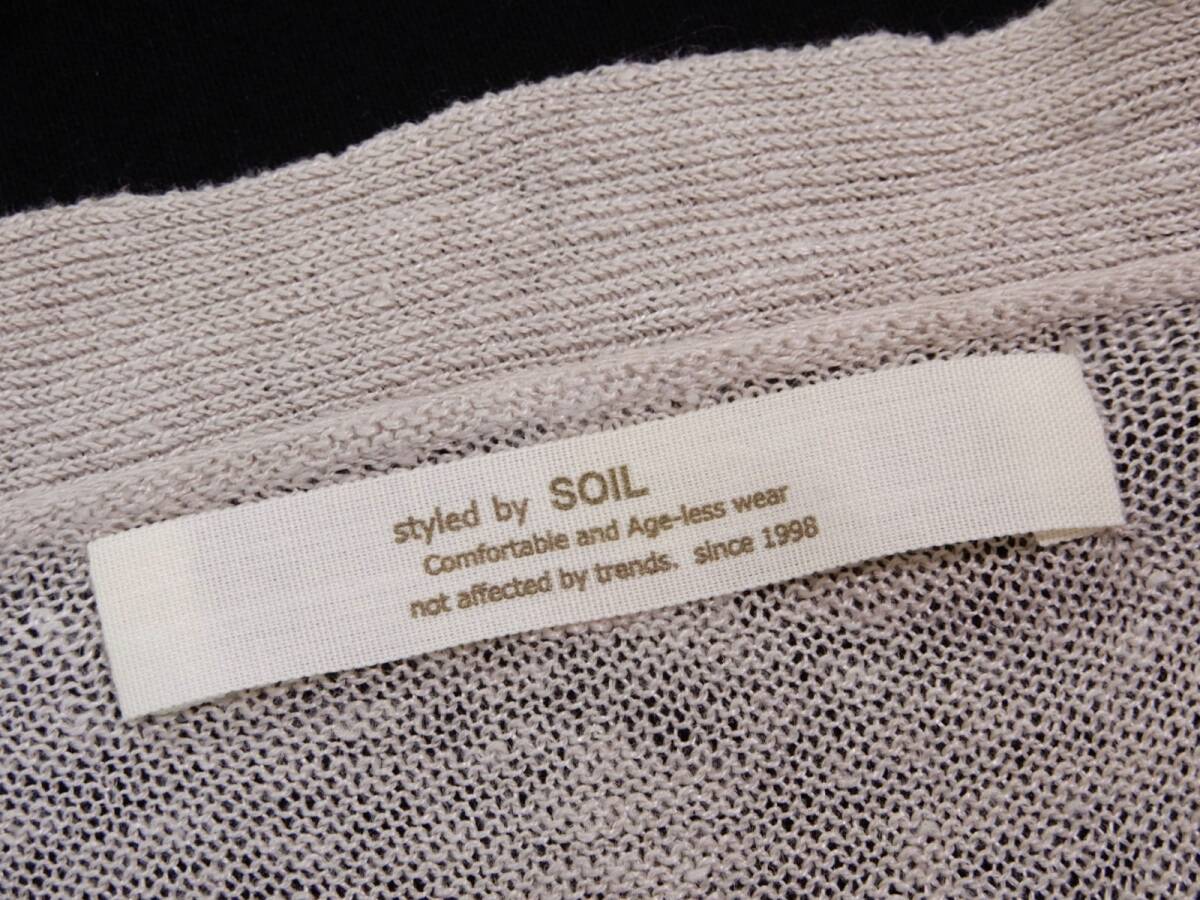 styled by SOIL
Comfortable and Age-less wear
not affected by trends. since 1998